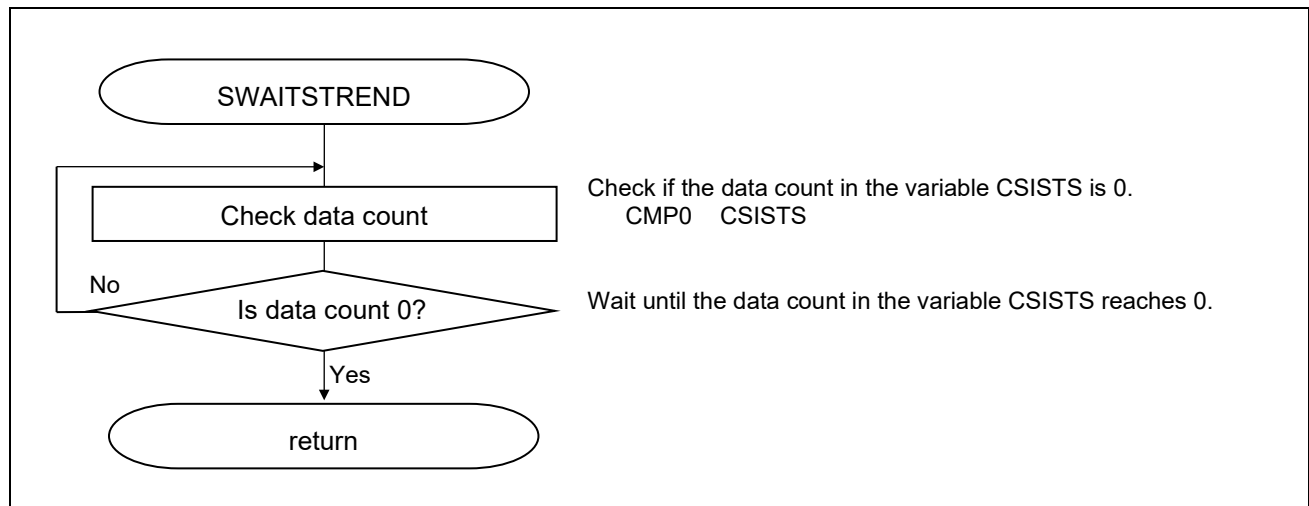 SWAITSTREND
Check data count
Check if the data count in the variable CSISTS is 0.
CMP0 CSISTS
No
Is data count 0?
Wait until the data count in the variable CSISTS reaches 0.
Yes
return